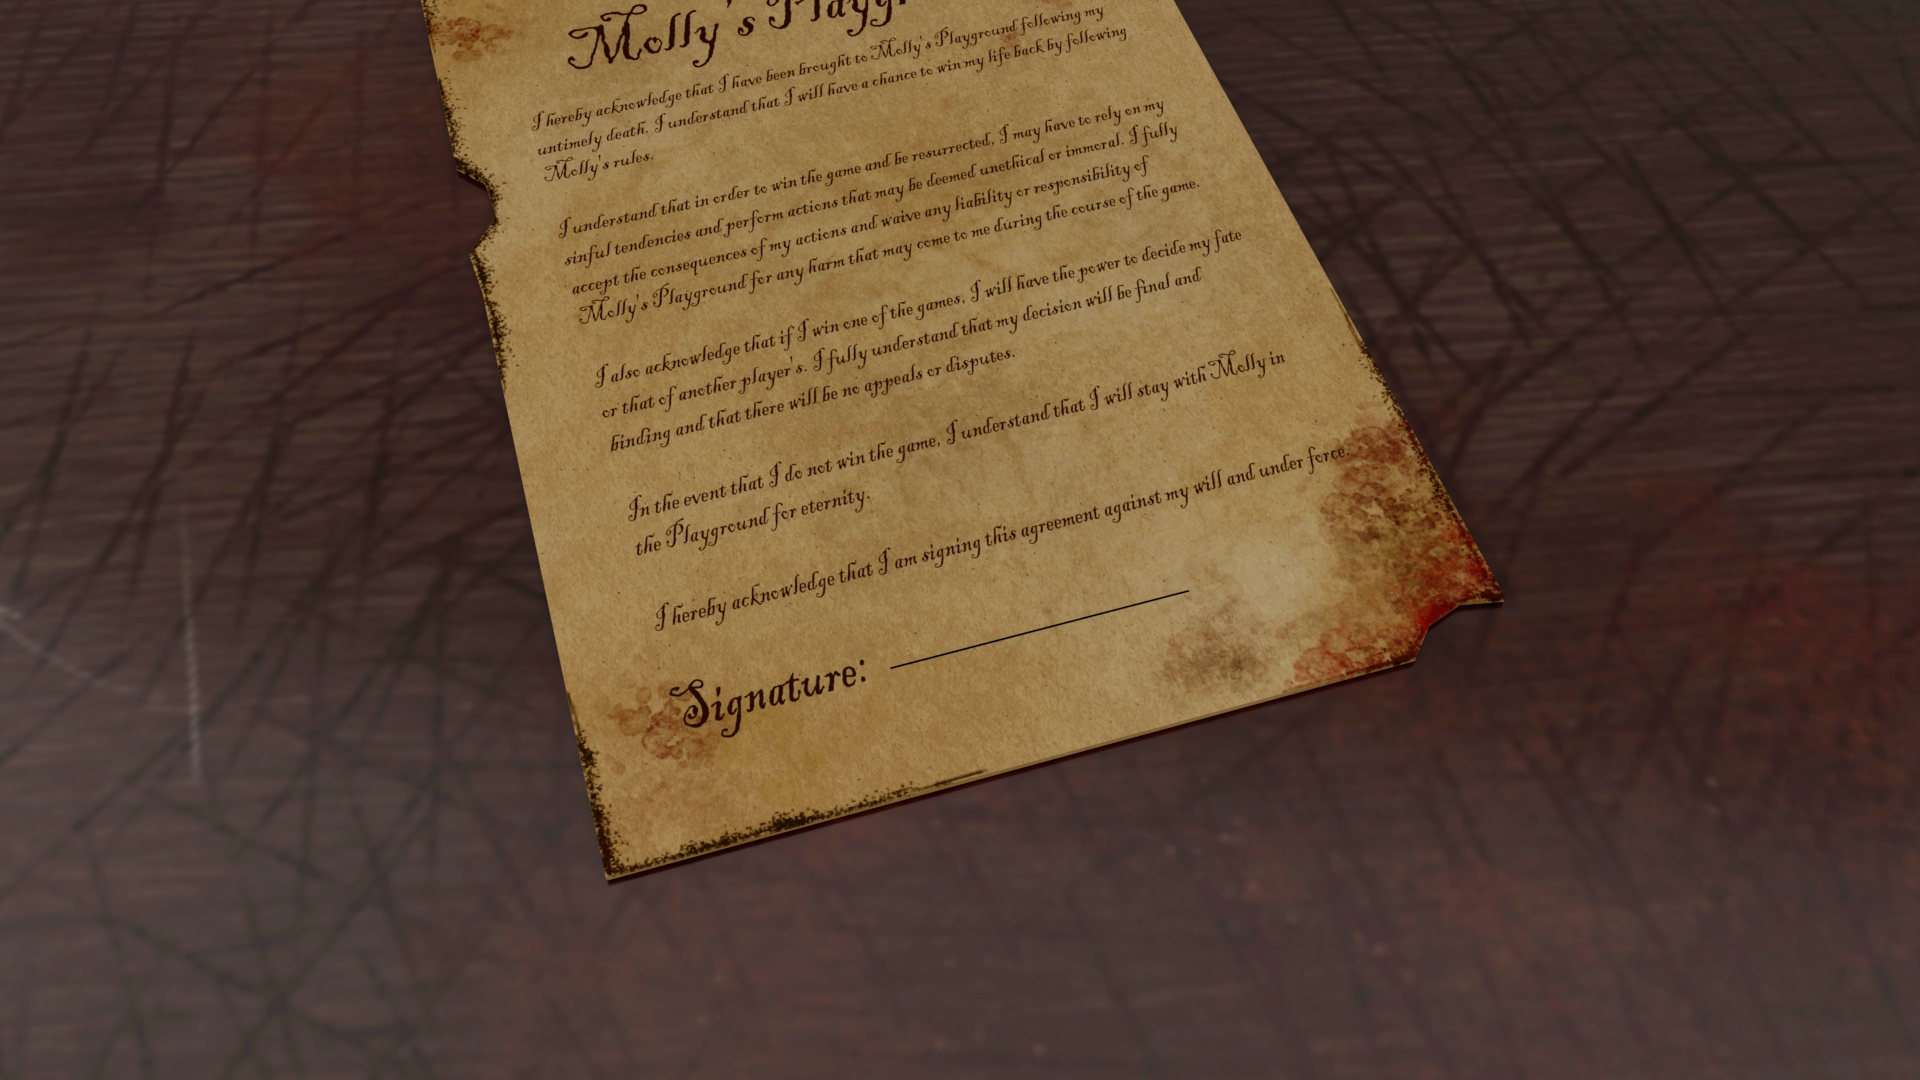 Molly's Playgr
I hereby acknowledge that I have been brought to Molly's Playground following my
untimely death. I understand that I will have a chance to win my life back by following
Molly's rules.
I understand that in order to win the game and be resurrected, I may have to rely on my
sinful tendencies and perform actions that may be deemed unethical or immoral. I fully
accept the consequences of my actions and waive any liability or responsibility of
Molly's Playground for any harm that may come to me during the course of the game.
I also acknowledge that if I win one of the games, I will have the power to decide my fate
or that of another player's. I fully understand that my decision will be final and
binding and that there will be no appeals or disputes.
In the event that I do not win the game, I understand that I will stay with Molly in
the Playground for eternity.
I hereby acknowledge that I am signing this agreement against my will and under force.
Signature: